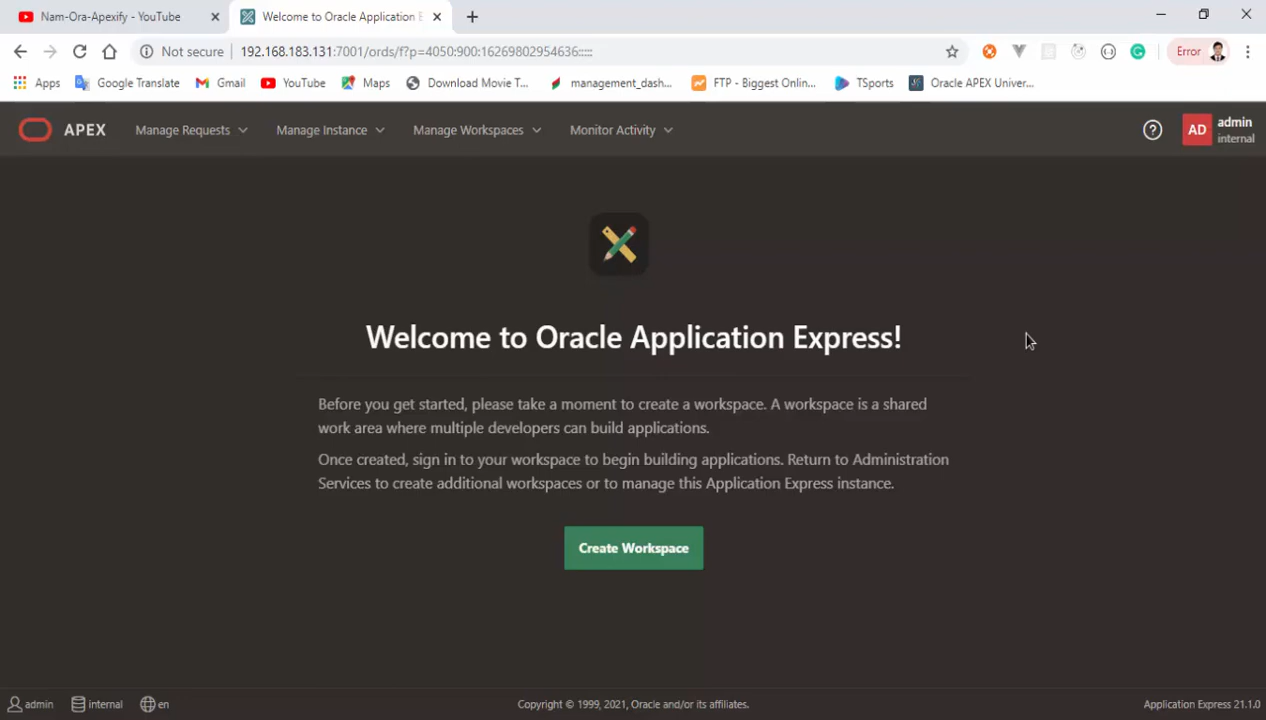 Nam-Ora-Apexify - YouTube
Welcome to Oracle Application E
Not secure
192.168.183.131:7001/ords/f?p=4050:900:16269802954636:::::
Error
Apps
Google Translate
Gmail
YouTube
Maps
Download Movie T...
management_dash...
FTP - Biggest Onlin...
TSports
Oracle APEX Univer...
APEX
Manage Requests
Manage Instance
Manage Workspaces
Monitor Activity
AD
admin
internal
Welcome to Oracle Application Express!
Before you get started, please take a moment to create a workspace. A workspace is a shared
work area where multiple developers can build applications.
Once created, sign in to your workspace to begin building applications. Return to Administration
Services to create additional workspaces or to manage this Application Express instance.
Create Workspace
admin
internal
en
Copyright © 1999, 2021, Oracle and/or its affiliates.
Application Express 21.1.0